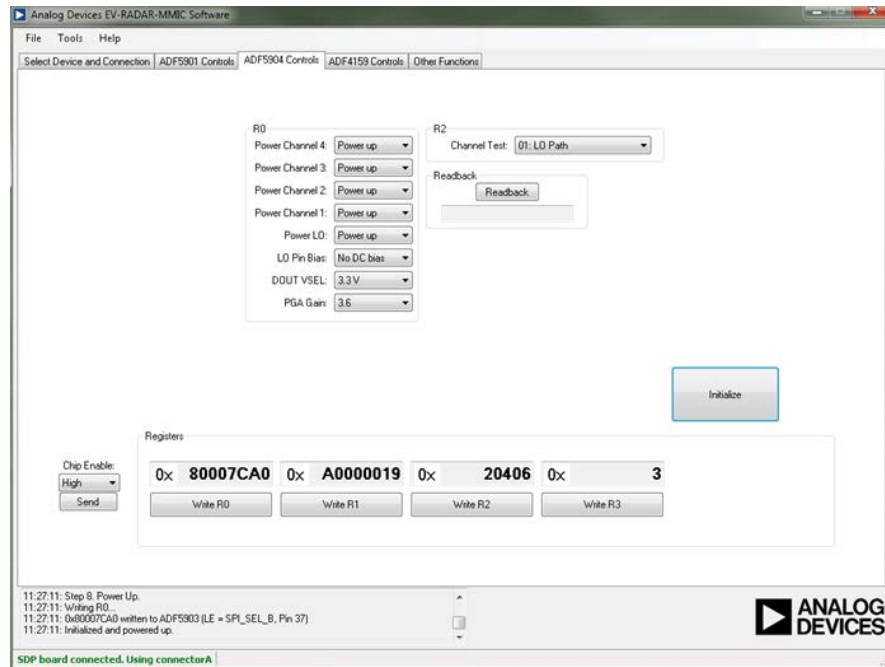 Analog Devices EV-RADAR-MMIC Software
File Tools Help
Select Device and Connection ADF5901 Controls ADF5904 Controls ADF4159 Controls Other Functions
R0
Power Channel 4: Power up
Power Channel 3: Power up
Power Channel 2: Power up
Power Channel 1: Power up
Power LO: Power up
LO Pin Bias: No DC bias
DOUT VSEL: 3.3 V
PGA Gain: 3.6
R2
Channel Test: 01: LO Path
Readback
Readback
Initialize
Registers
Chip Enable:
High
Send
0x 80007CA0 0x A0000019 0x 20406 0x 3
Write R0 Write R1 Write R2 Write R3
11:27:11: Step 8. Power Up.
11:27:11: Writing R0...
11:27:11: 0x80007CA0 written to ADF5903 (LE = SPI_SEL_B, Pin 37)
11:27:11: Initialized and powered up.
ANALOG
DEVICES
SDP board connected. Using connectorA